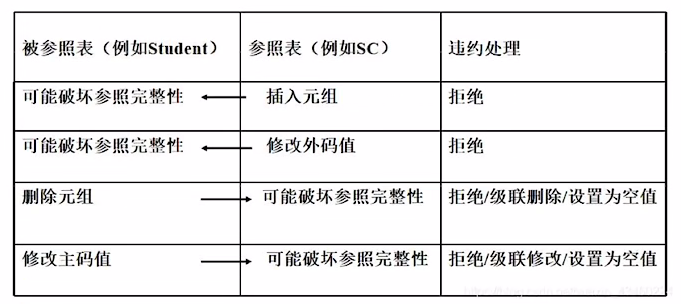 被参照表（例如Student） 参照表（例如SC） 违约处理
可能破坏参照完整性 插入元组 拒绝
可能破坏参照完整性 修改外码值 拒绝
删除元组 可能破坏参照完整性 拒绝/级联删除/设置为空值
修改主码值 可能破坏参照完整性 拒绝/级联修改/设置为空值